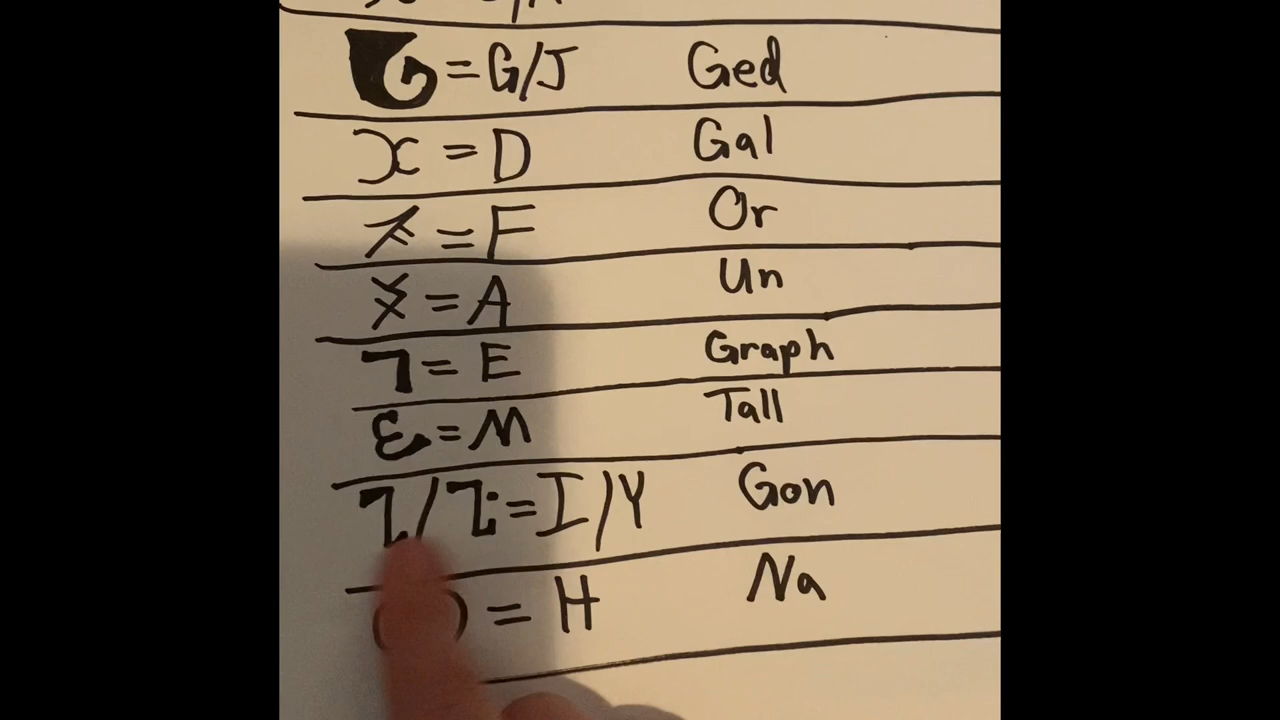 = G/J Ged
= D Gal
= F Or
= A Un
= E Graph
= M Tall
= I/Y Gon
= H Na